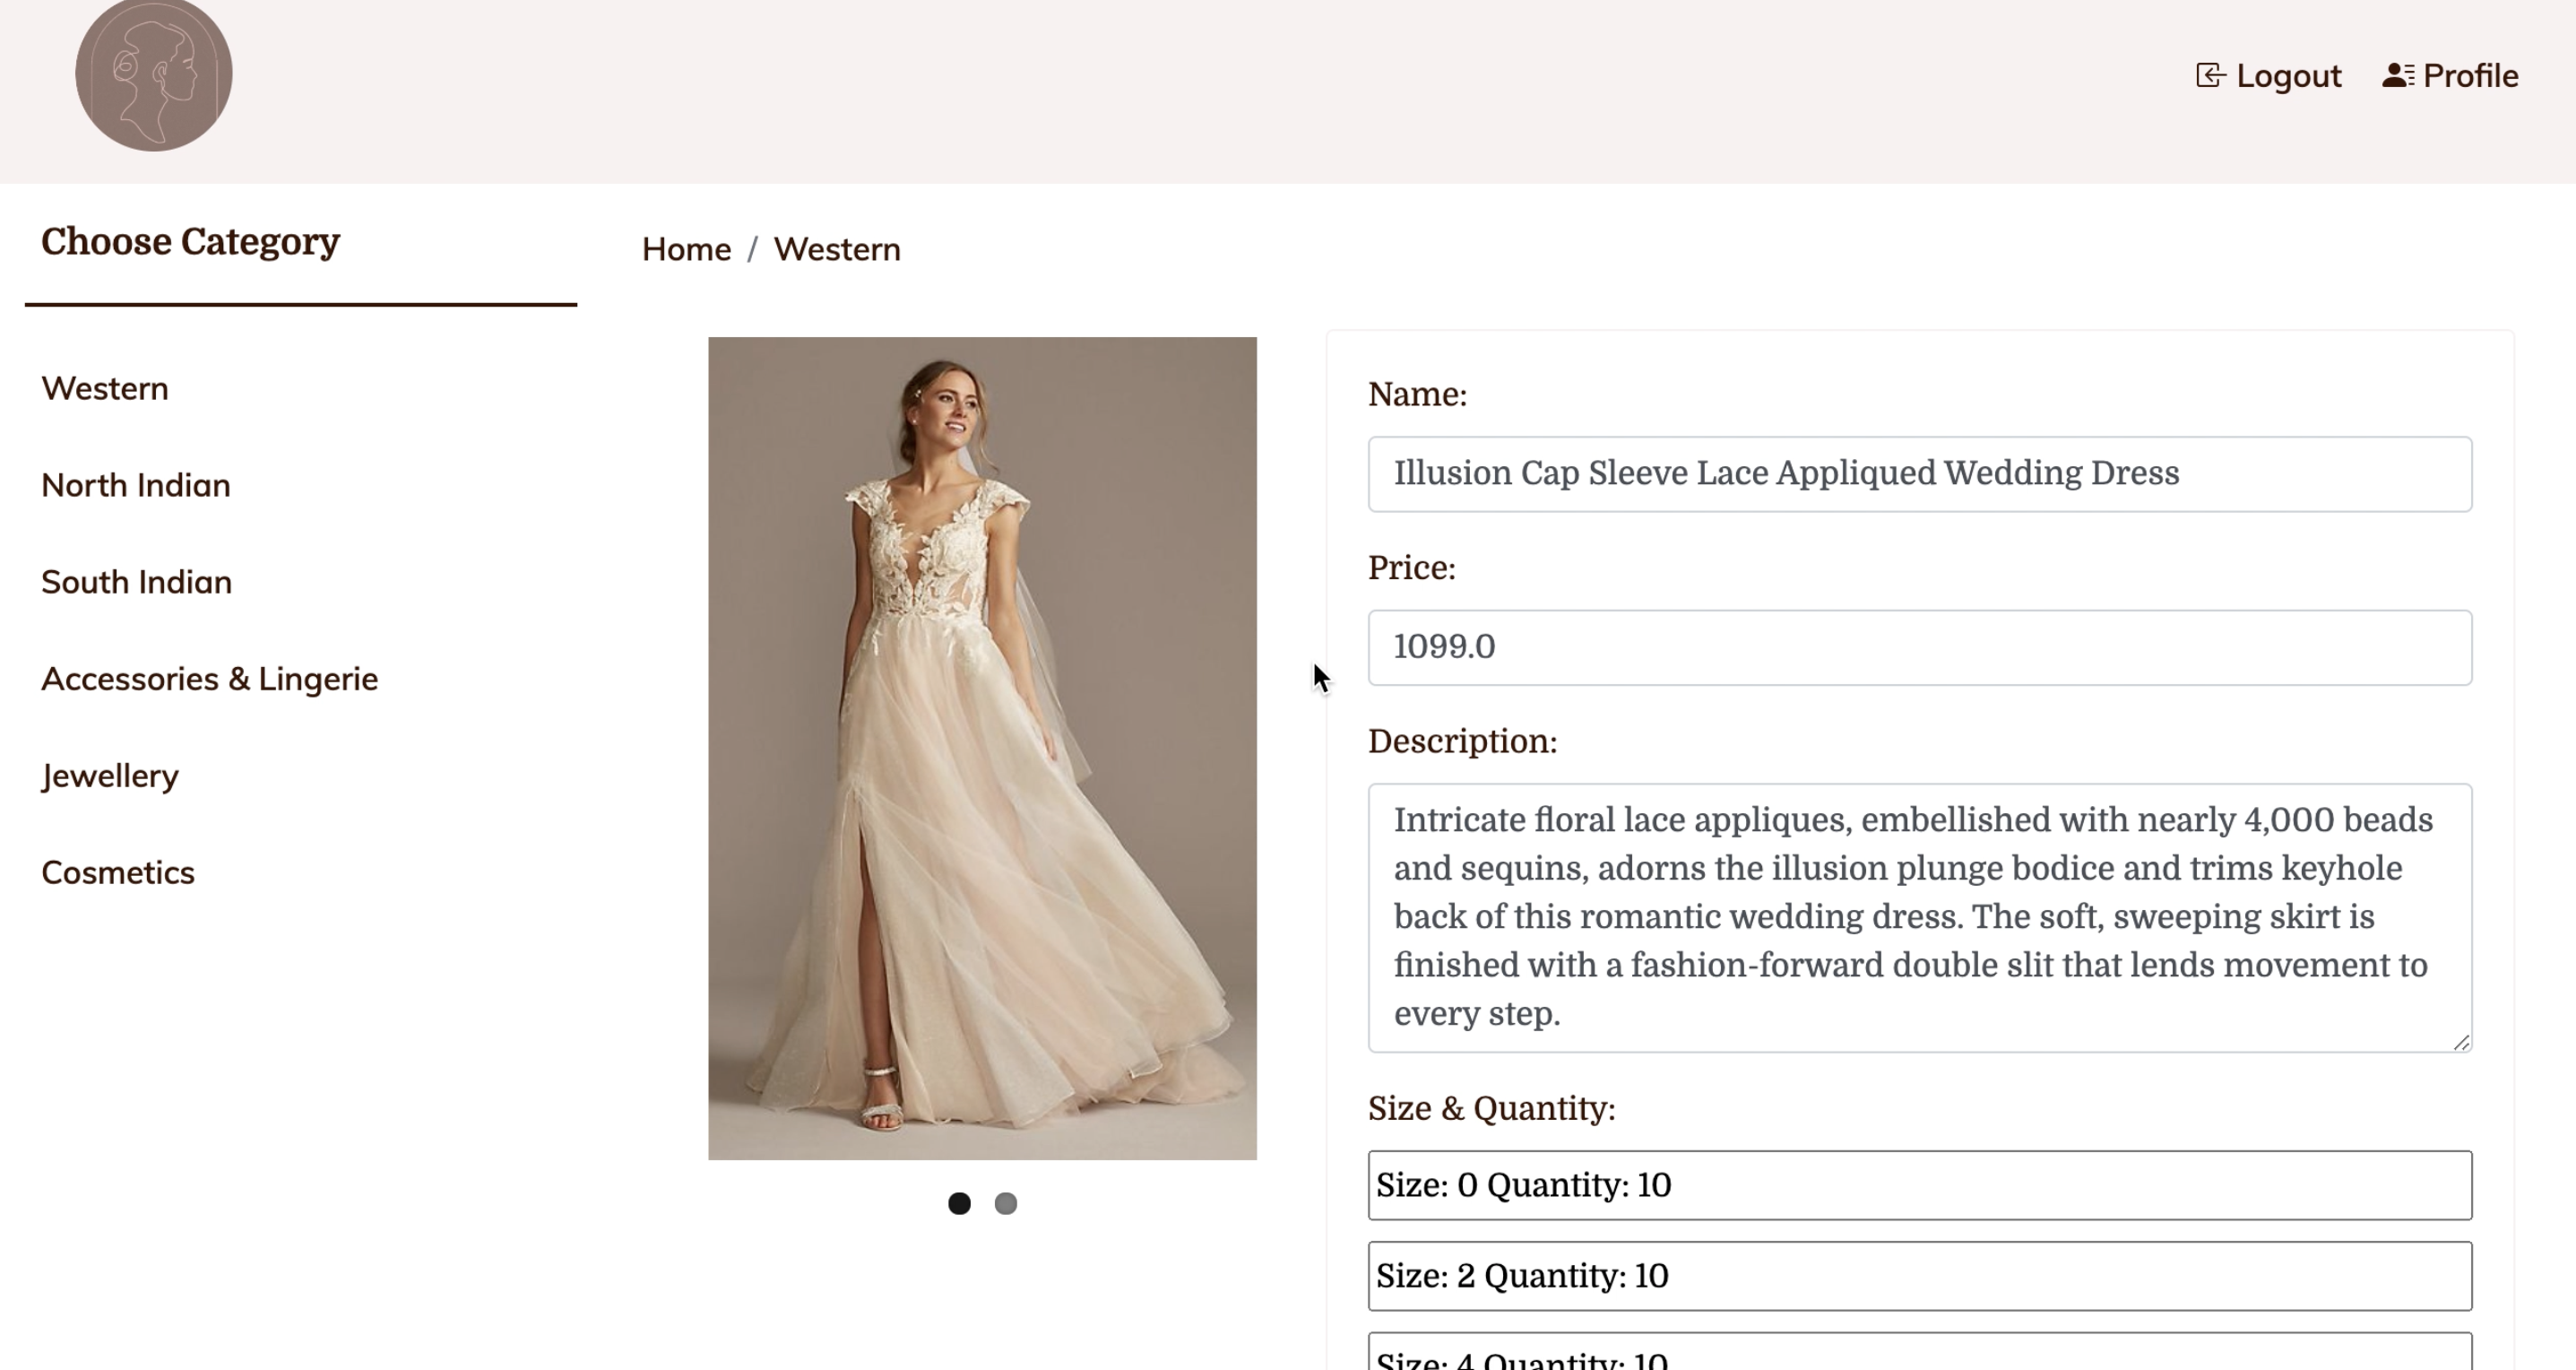 Logout
Profile
Choose Category
Home / Western
Western
North Indian
South Indian
Accessories & Lingerie
Jewellery
Cosmetics
Name:
Illusion Cap Sleeve Lace Appliqued Wedding Dress
Price:
1099.0
Description:
Intricate floral lace appliques, embellished with nearly 4,000 beads
and sequins, adorns the illusion plunge bodice and trims keyhole
back of this romantic wedding dress. The soft, sweeping skirt is
finished with a fashion-forward double slit that lends movement to
every step.
Size & Quantity:
Size: 0 Quantity: 10
Size: 2 Quantity: 10
Size: 4 Quantity: 10